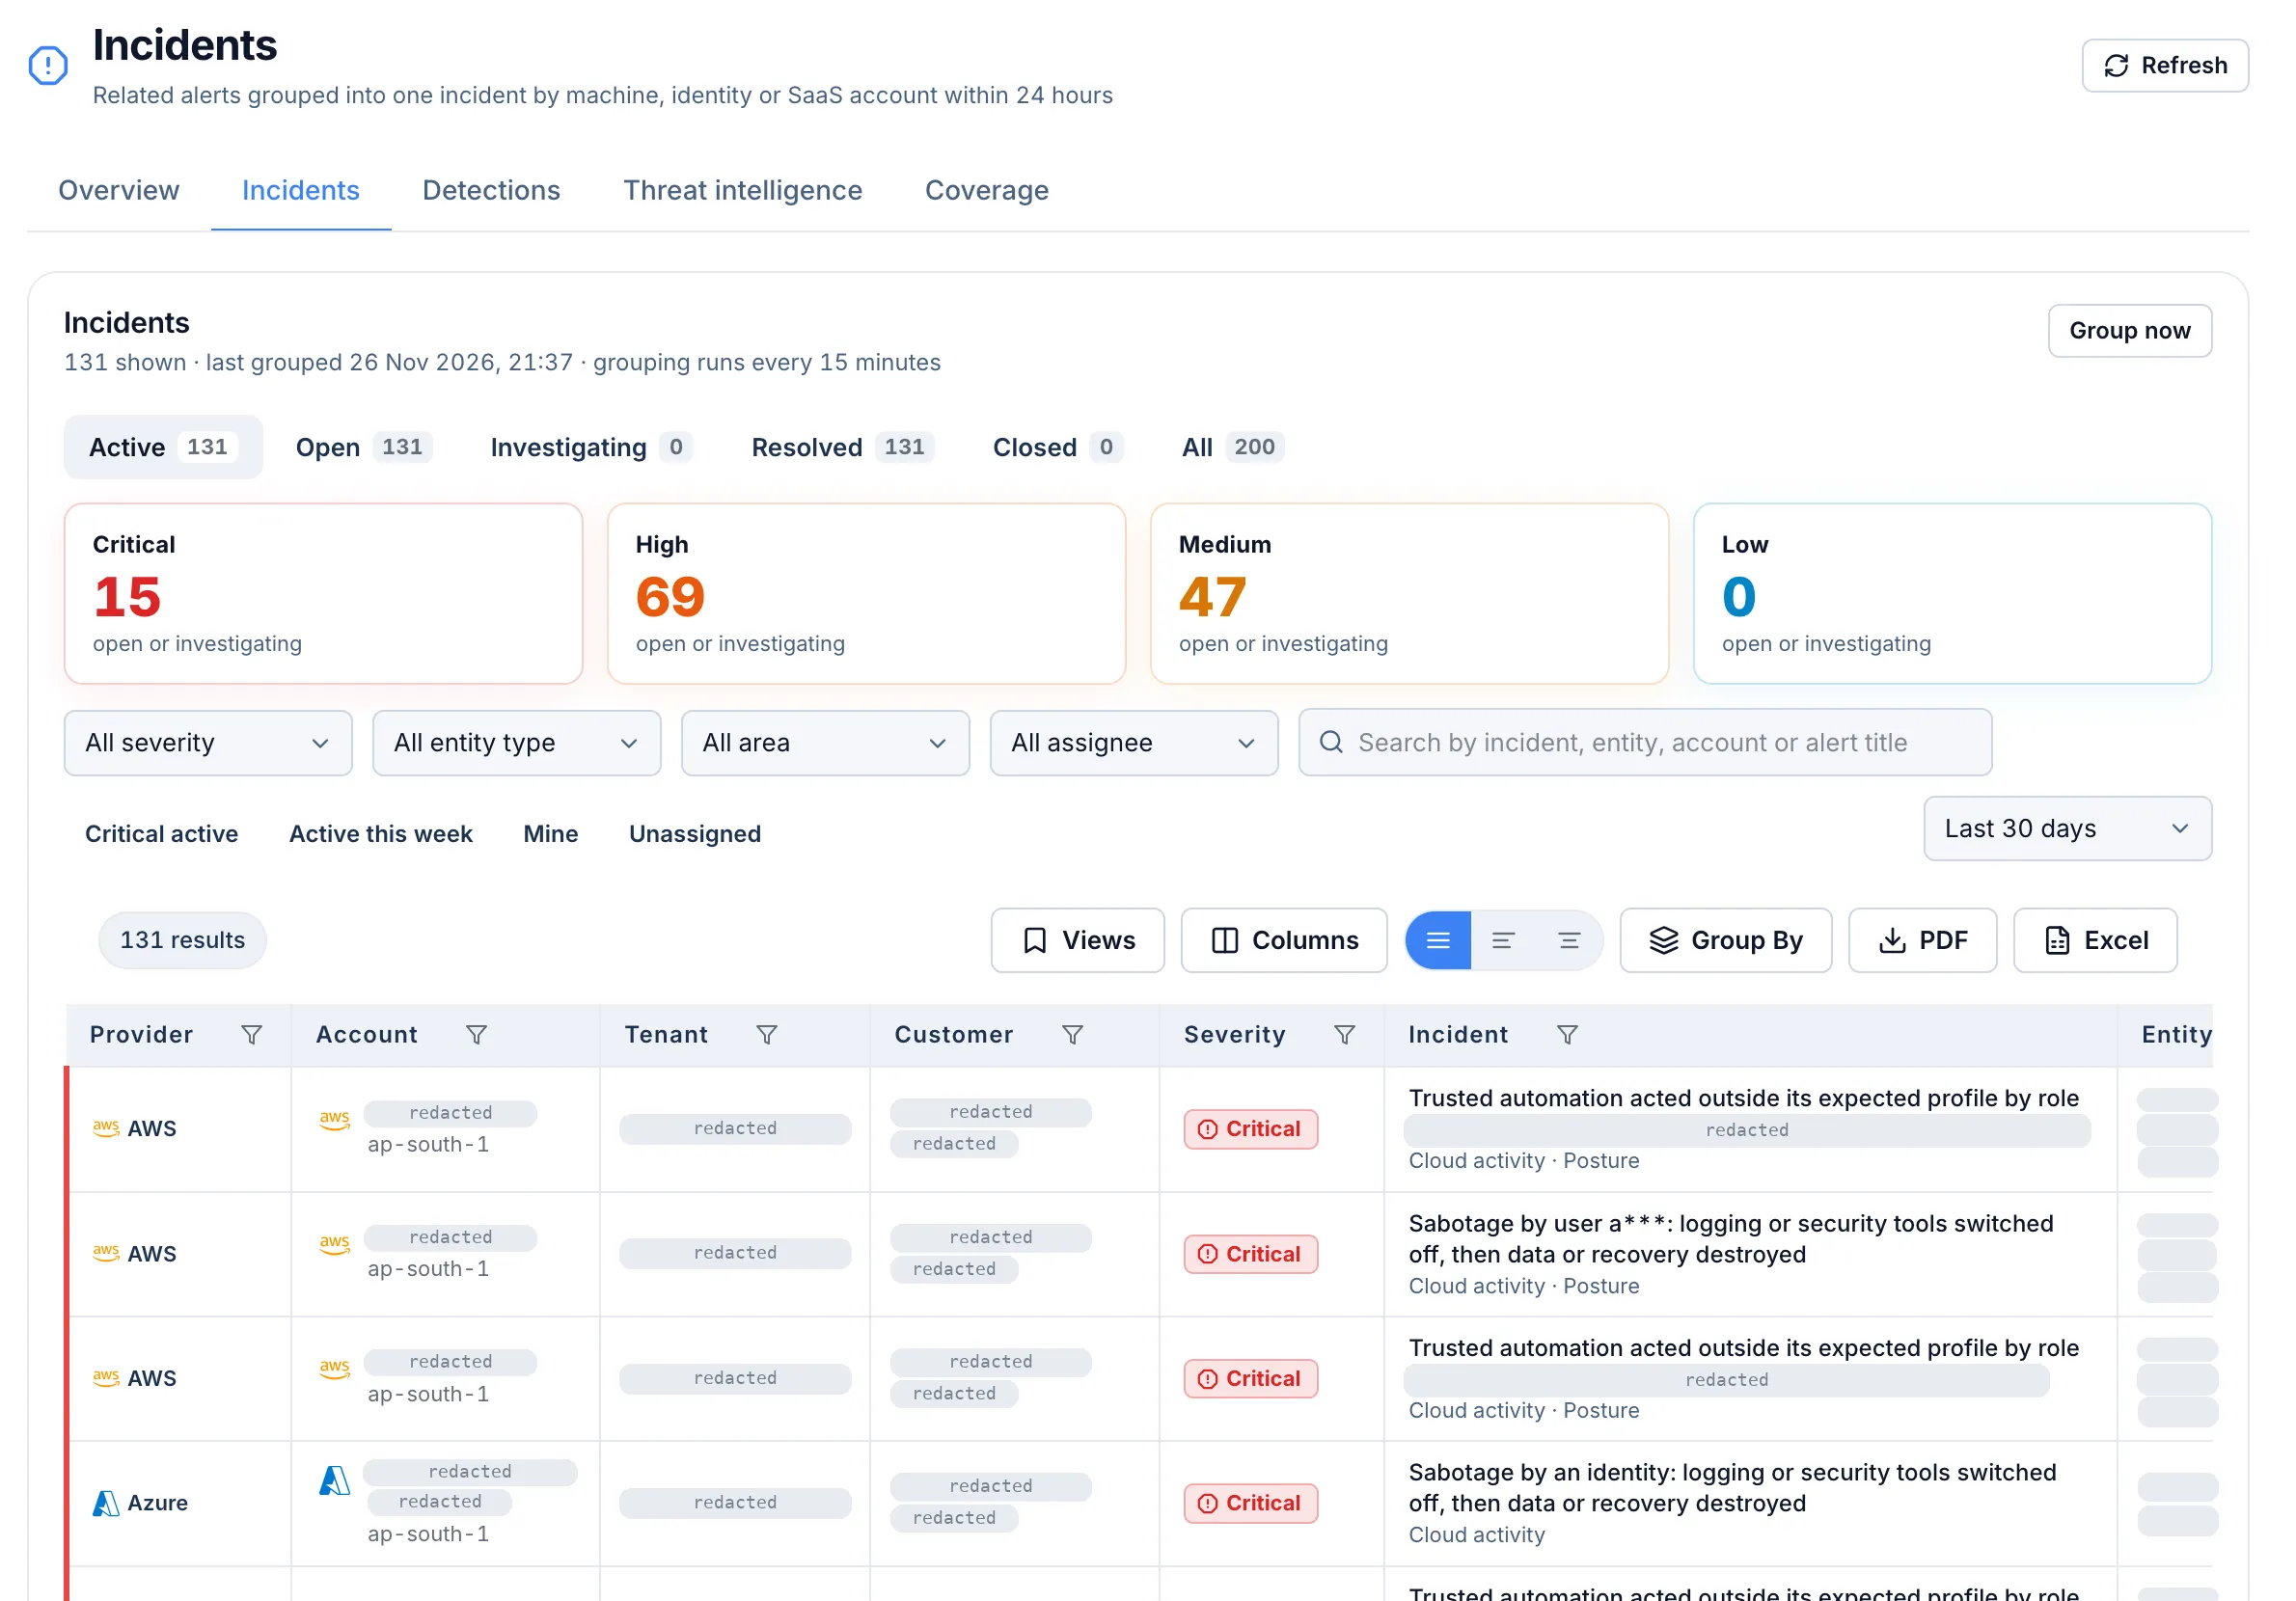 Incidents
Related alerts grouped into one incident by machine, identity or SaaS account within 24 hours
Refresh
Overview Incidents Detections Threat intelligence Coverage
Incidents
131 shown · last grouped 26 Nov 2026, 21:37 · grouping runs every 15 minutes
Group now
Active 131 Open 131 Investigating 0 Resolved 131 Closed 0 All 200
Critical High Medium Low
15 69 47 0
open or investigating open or investigating open or investigating open or investigating
All severity All entity type All area All assignee Search by incident, entity, account or alert title
Critical active Active this week Mine Unassigned Last 30 days
131 results Views Columns Group By PDF Excel
Provider Account Tenant Customer Severity Incident Entity
aws AWS aws redacted
ap-south-1
redacted
redacted
redacted
Critical
Trusted automation acted outside its expected profile by role
redacted
Cloud activity · Posture
aws AWS aws redacted
ap-south-1
redacted
redacted
redacted
Critical
Sabotage by user a***: logging or security tools switched
off, then data or recovery destroyed
Cloud activity · Posture
aws AWS aws redacted
ap-south-1
redacted
redacted
redacted
Critical
Trusted automation acted outside its expected profile by role
redacted
Cloud activity · Posture
Azure redacted
redacted
ap-south-1
redacted
redacted
redacted
Critical
Sabotage by an identity: logging or security tools switched
off, then data or recovery destroyed
Cloud activity
Trusted automation acted outside its expected profile by role